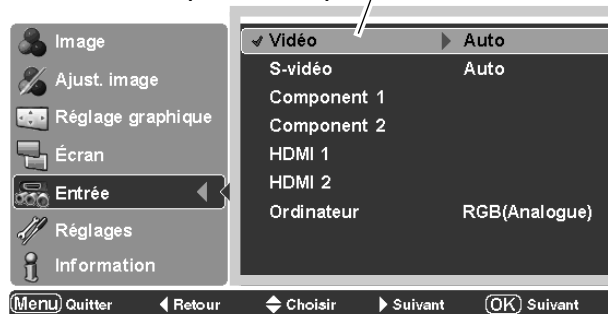 Image
Ajust. image
Réglage graphique
Écran
Entrée
Réglages
Information
Vidéo Auto
S-vidéo Auto
Component 1
Component 2
HDMI 1
HDMI 2
Ordinateur RGB(Analogue)
Menu Quitter Retour Choisir Suivant OK Suivant